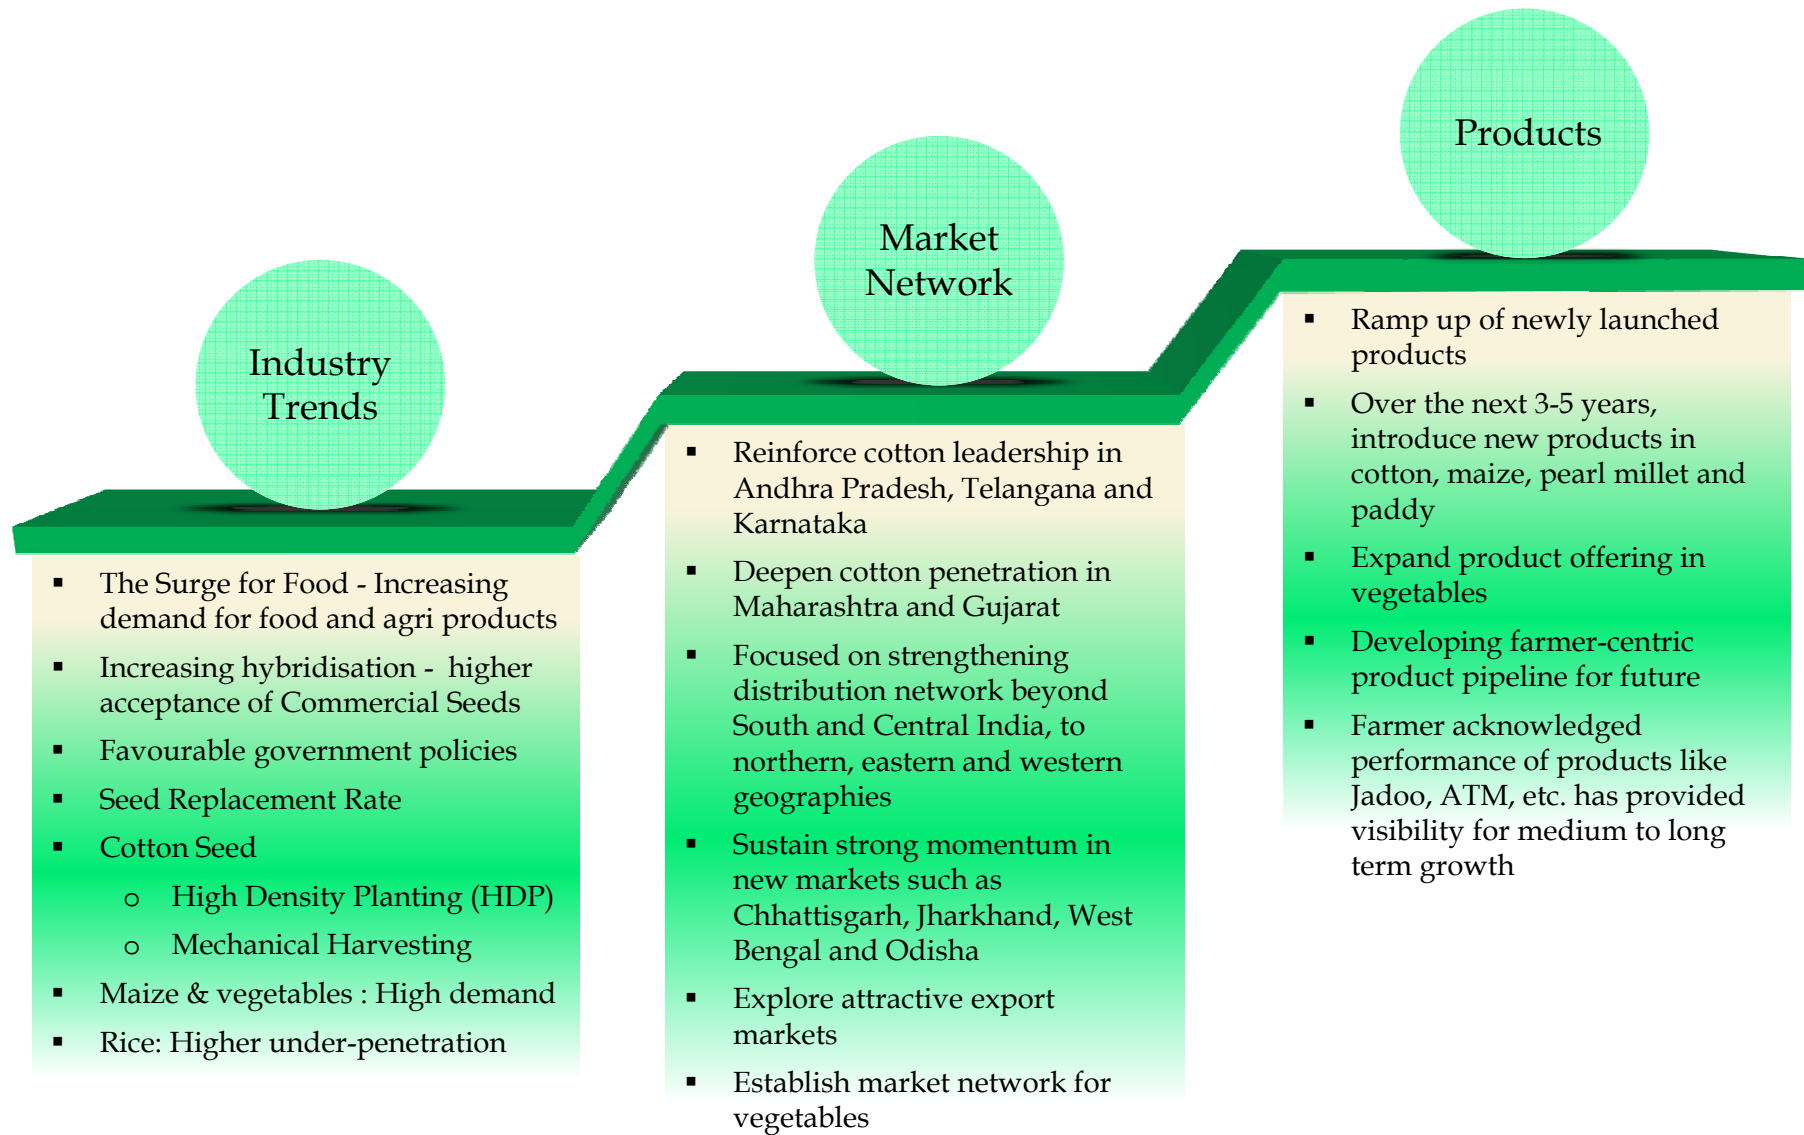 Industry
Trends
▪ The Surge for Food - Increasing
demand for food and agri products
▪ Increasing hybridisation - higher
acceptance of Commercial Seeds
▪ Favourable government policies
▪ Seed Replacement Rate
▪ Cotton Seed
o High Density Planting (HDP)
o Mechanical Harvesting
▪ Maize & vegetables : High demand
▪ Rice: Higher under-penetration
Market
Network
▪ Reinforce cotton leadership in
Andhra Pradesh, Telangana and
Karnataka
▪ Deepen cotton penetration in
Maharashtra and Gujarat
▪ Focused on strengthening
distribution network beyond
South and Central India, to
northern, eastern and western
geographies
▪ Sustain strong momentum in
new markets such as
Chhattisgarh, Jharkhand, West
Bengal and Odisha
▪ Explore attractive export
markets
▪ Establish market network for
vegetables
Products
▪ Ramp up of newly launched
products
▪ Over the next 3-5 years,
introduce new products in
cotton, maize, pearl millet and
paddy
▪ Expand product offering in
vegetables
▪ Developing farmer-centric
product pipeline for future
▪ Farmer acknowledged
performance of products like
Jadoo, ATM, etc. has provided
visibility for medium to long
term growth